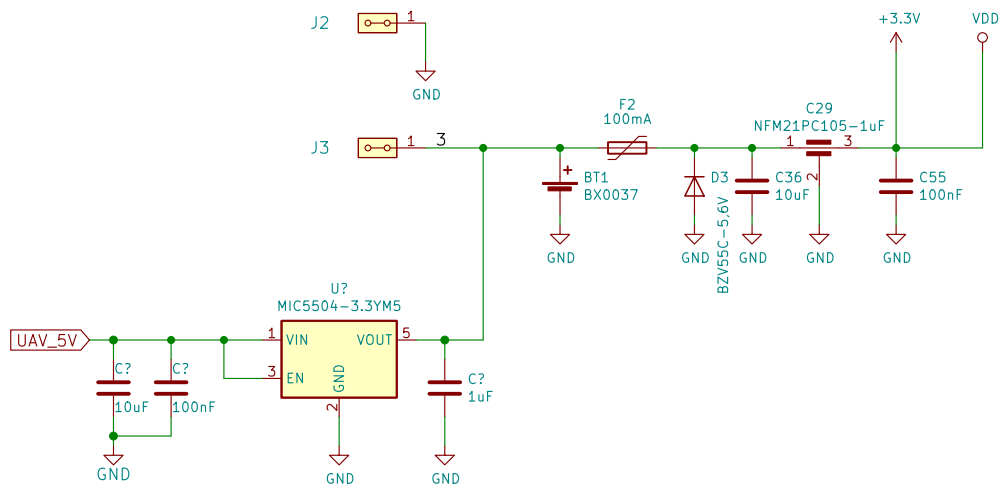 J2
1
GND
+3.3V
VDD
J3
1
3
F2
100mA
C29
NFM21PC105-1uF
1
3
2
BT1
BX0037
+
D3
BZV55C-5,6V
C36
10uF
C55
100nF
GND
GND
GND
GND
GND
U?
MIC5504-3.3YM5
UAV_5V
1
VIN
VOUT
5
3
EN
GND
2
C?
10uF
C?
100nF
C?
1uF
GND
GND
GND